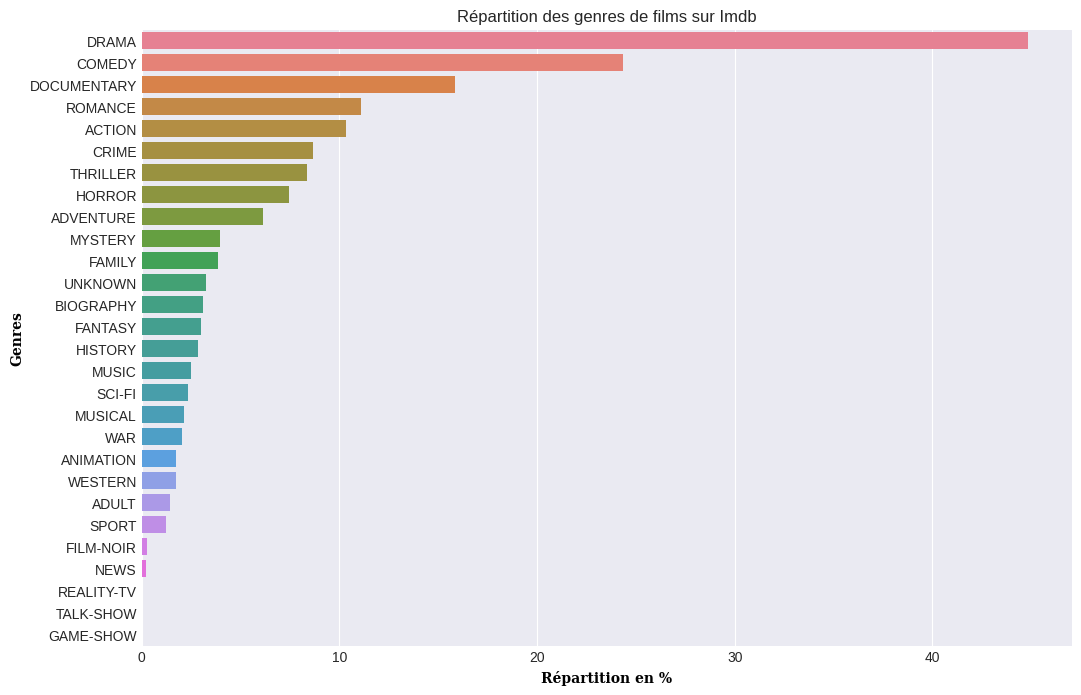 Répartition des genres de films sur Imdb
DRAMA
COMEDY
DOCUMENTARY
ROMANCE
ACTION
CRIME
THRILLER
HORROR
ADVENTURE
MYSTERY
FAMILY
UNKNOWN
BIOGRAPHY
FANTASY
HISTORY
MUSIC
SCI-FI
MUSICAL
WAR
ANIMATION
WESTERN
ADULT
SPORT
FILM-NOIR
NEWS
REALITY-TV
TALK-SHOW
GAME-SHOW
Genres
0 10 20 30 40
Répartition en %